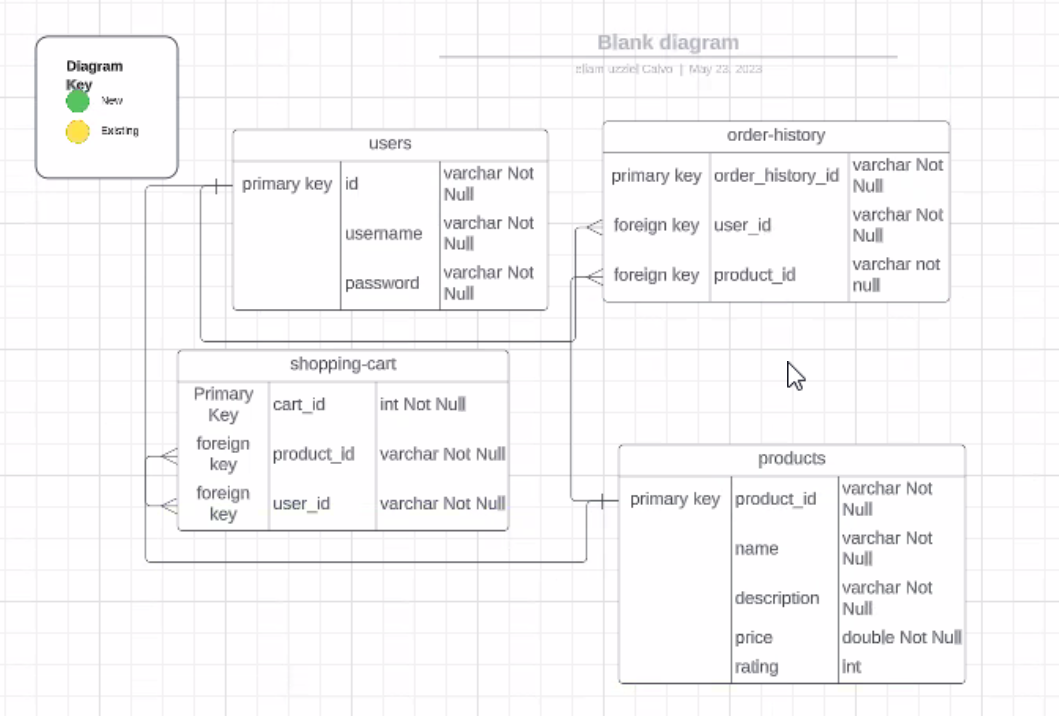 Blank diagram
eliam uzziel Calvo | May 23, 2023
Diagram
Key
New
Existing
users
primary key id varchar Not
Null
username varchar Not
Null
password varchar Not
Null
order-history
primary key order_history_id varchar Not
Null
foreign key user_id varchar Not
Null
foreign key product_id varchar not
null
shopping-cart
Primary
Key cart_id int Not Null
foreign
key product_id varchar Not Null
foreign
key user_id varchar Not Null
products
primary key product_id varchar Not
Null
name varchar Not
Null
description varchar Not
Null
price double Not Null
rating int